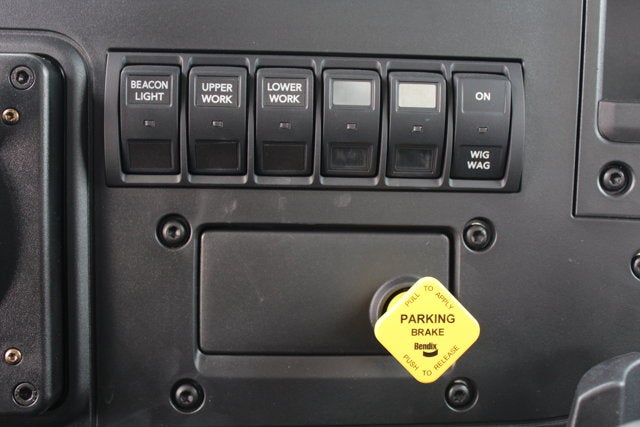 BEACON
LIGHT
UPPER
WORK
LOWER
WORK
ON
WIG
WAG
PULL TO APPLY
PARKING
BRAKE
Bendix
PUSH TO RELEASE